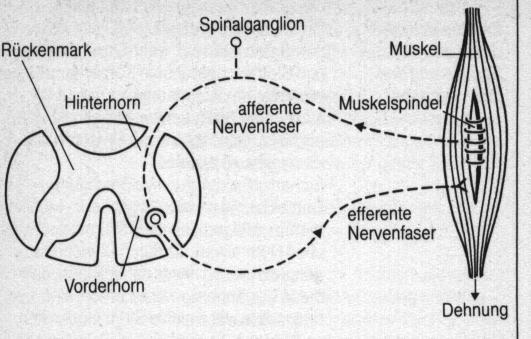 Spinalganglion
Rückenmark
Muskel
Hinterhorn
afferente
Nervenfaser
Muskelspindel
efferente
Nervenfaser
Vorderhorn
Dehnung